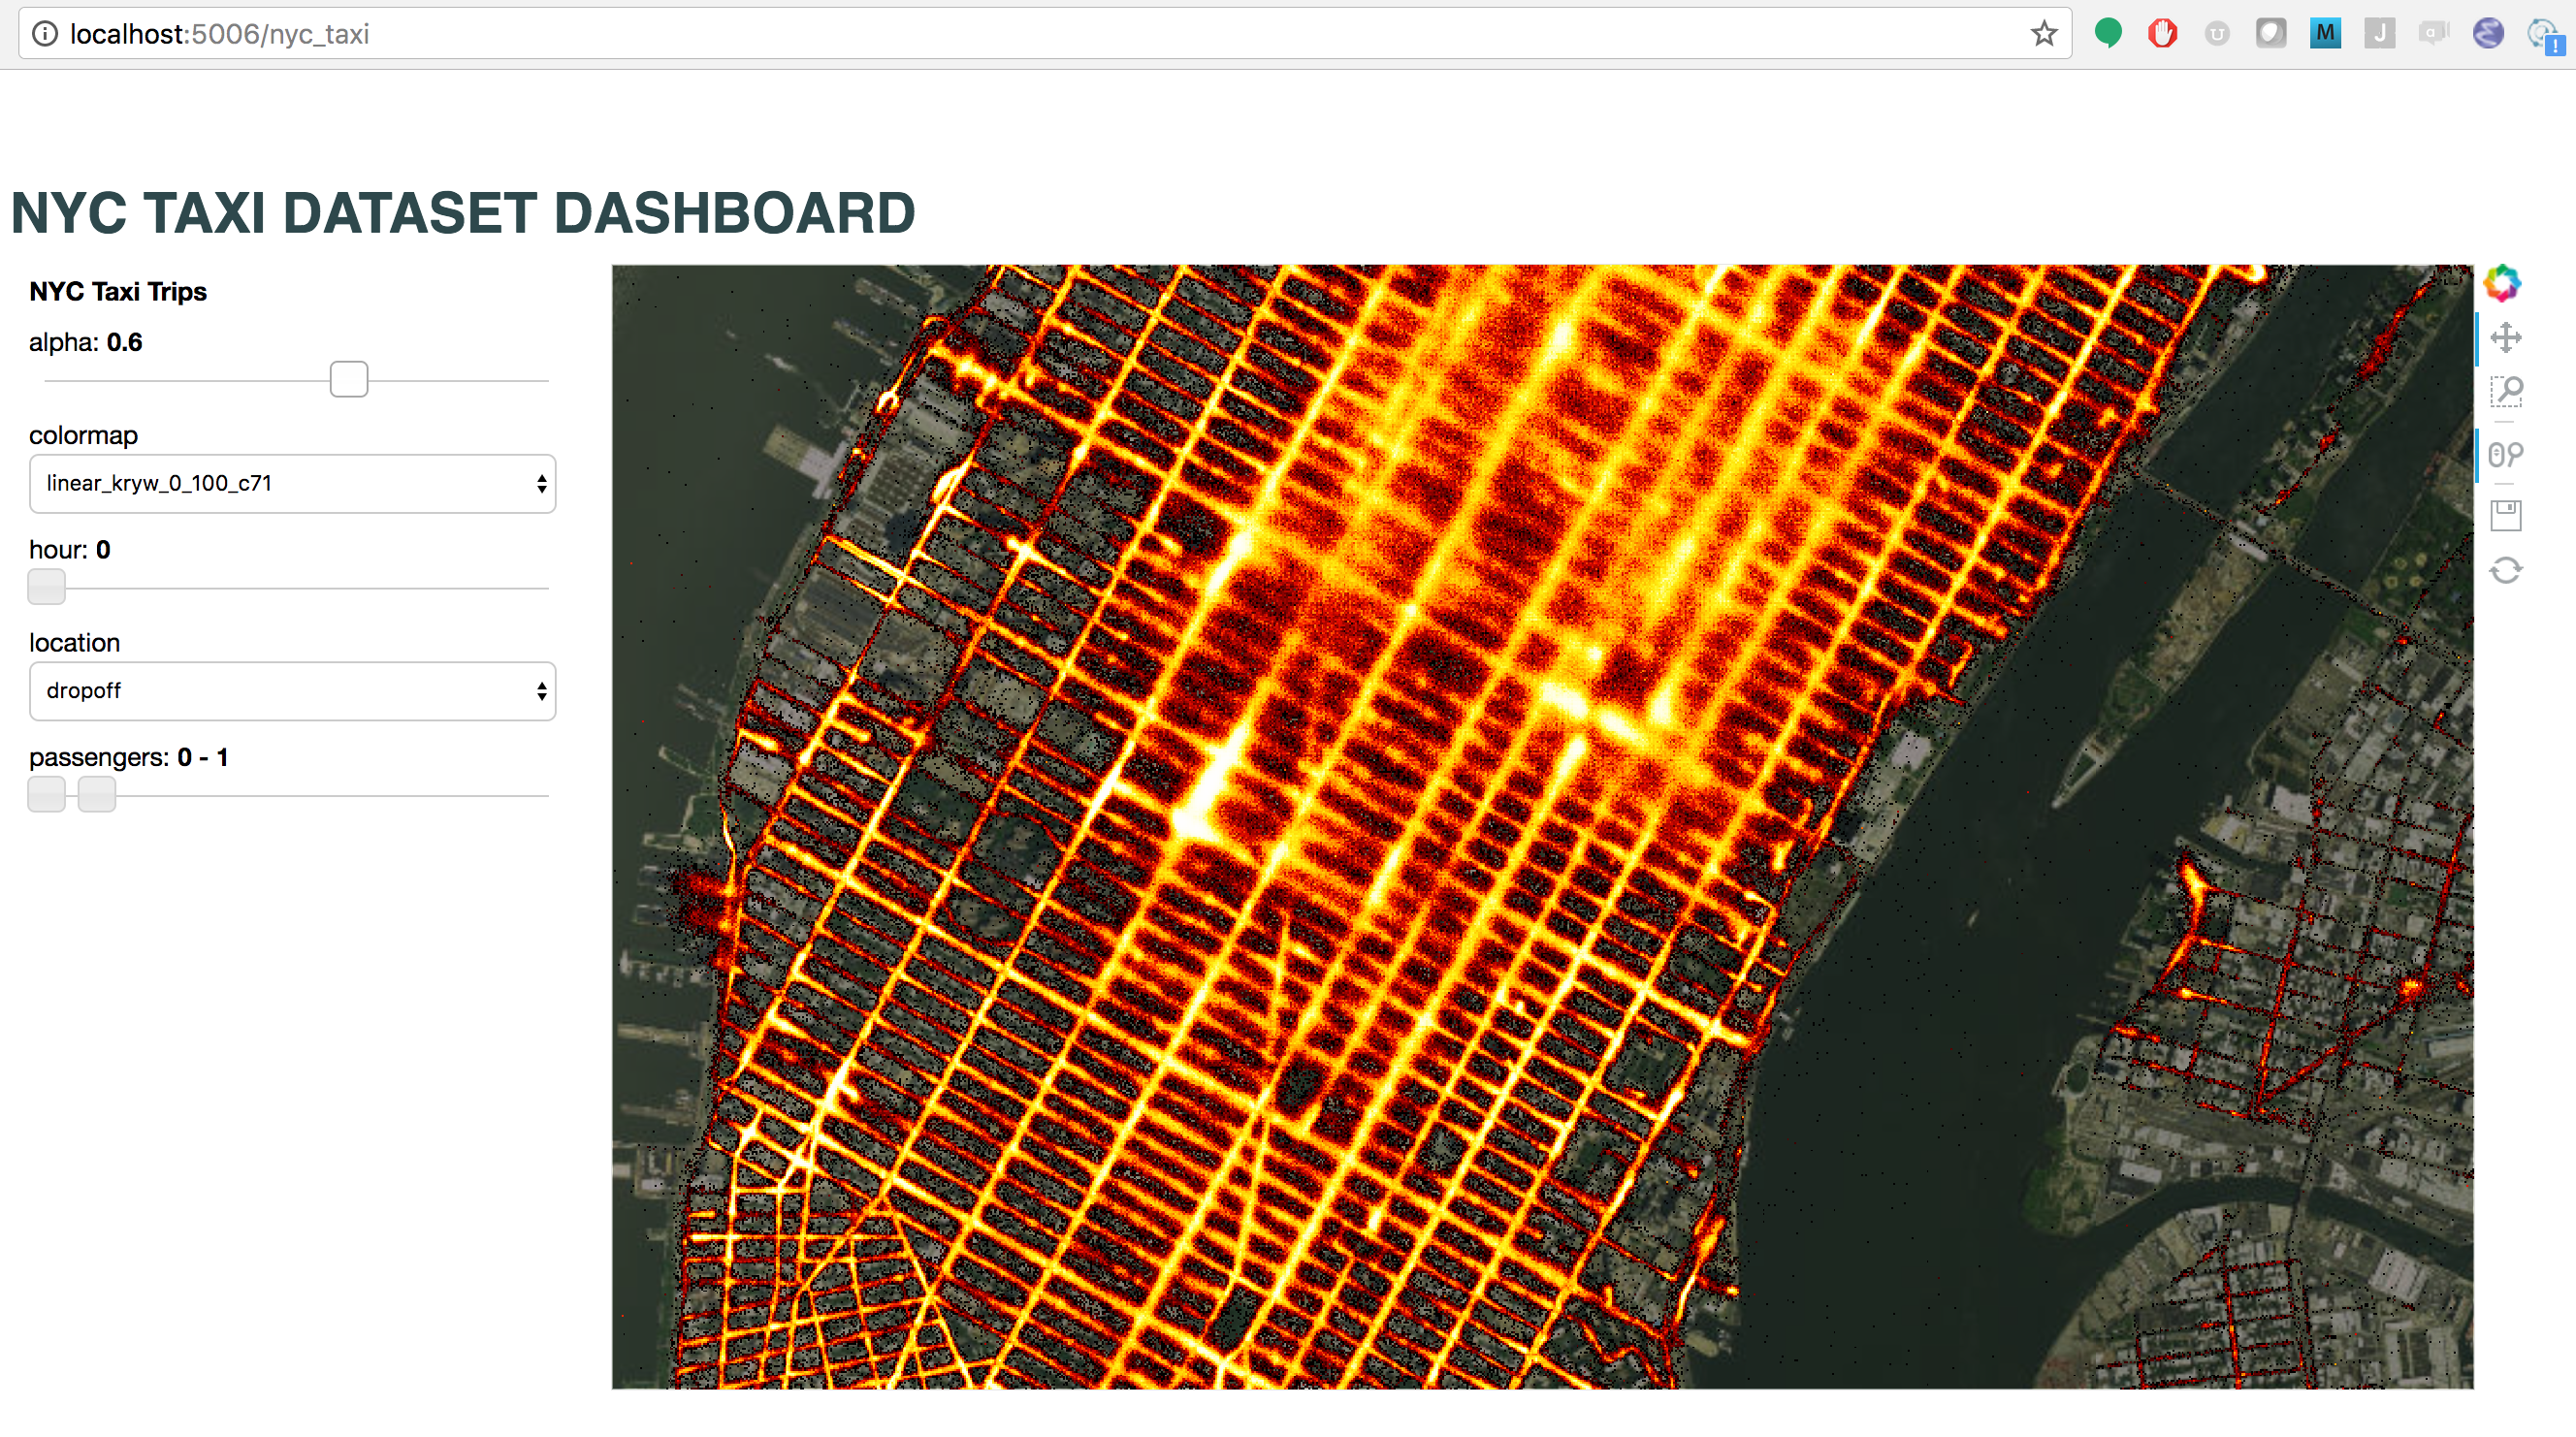 localhost:5006/nyc_taxi
M
J
a
NYC TAXI DATASET DASHBOARD
NYC Taxi Trips
alpha: 0.6
colormap
linear_kryw_0_100_c71
hour: 0
location
dropoff
passengers: 0 - 1